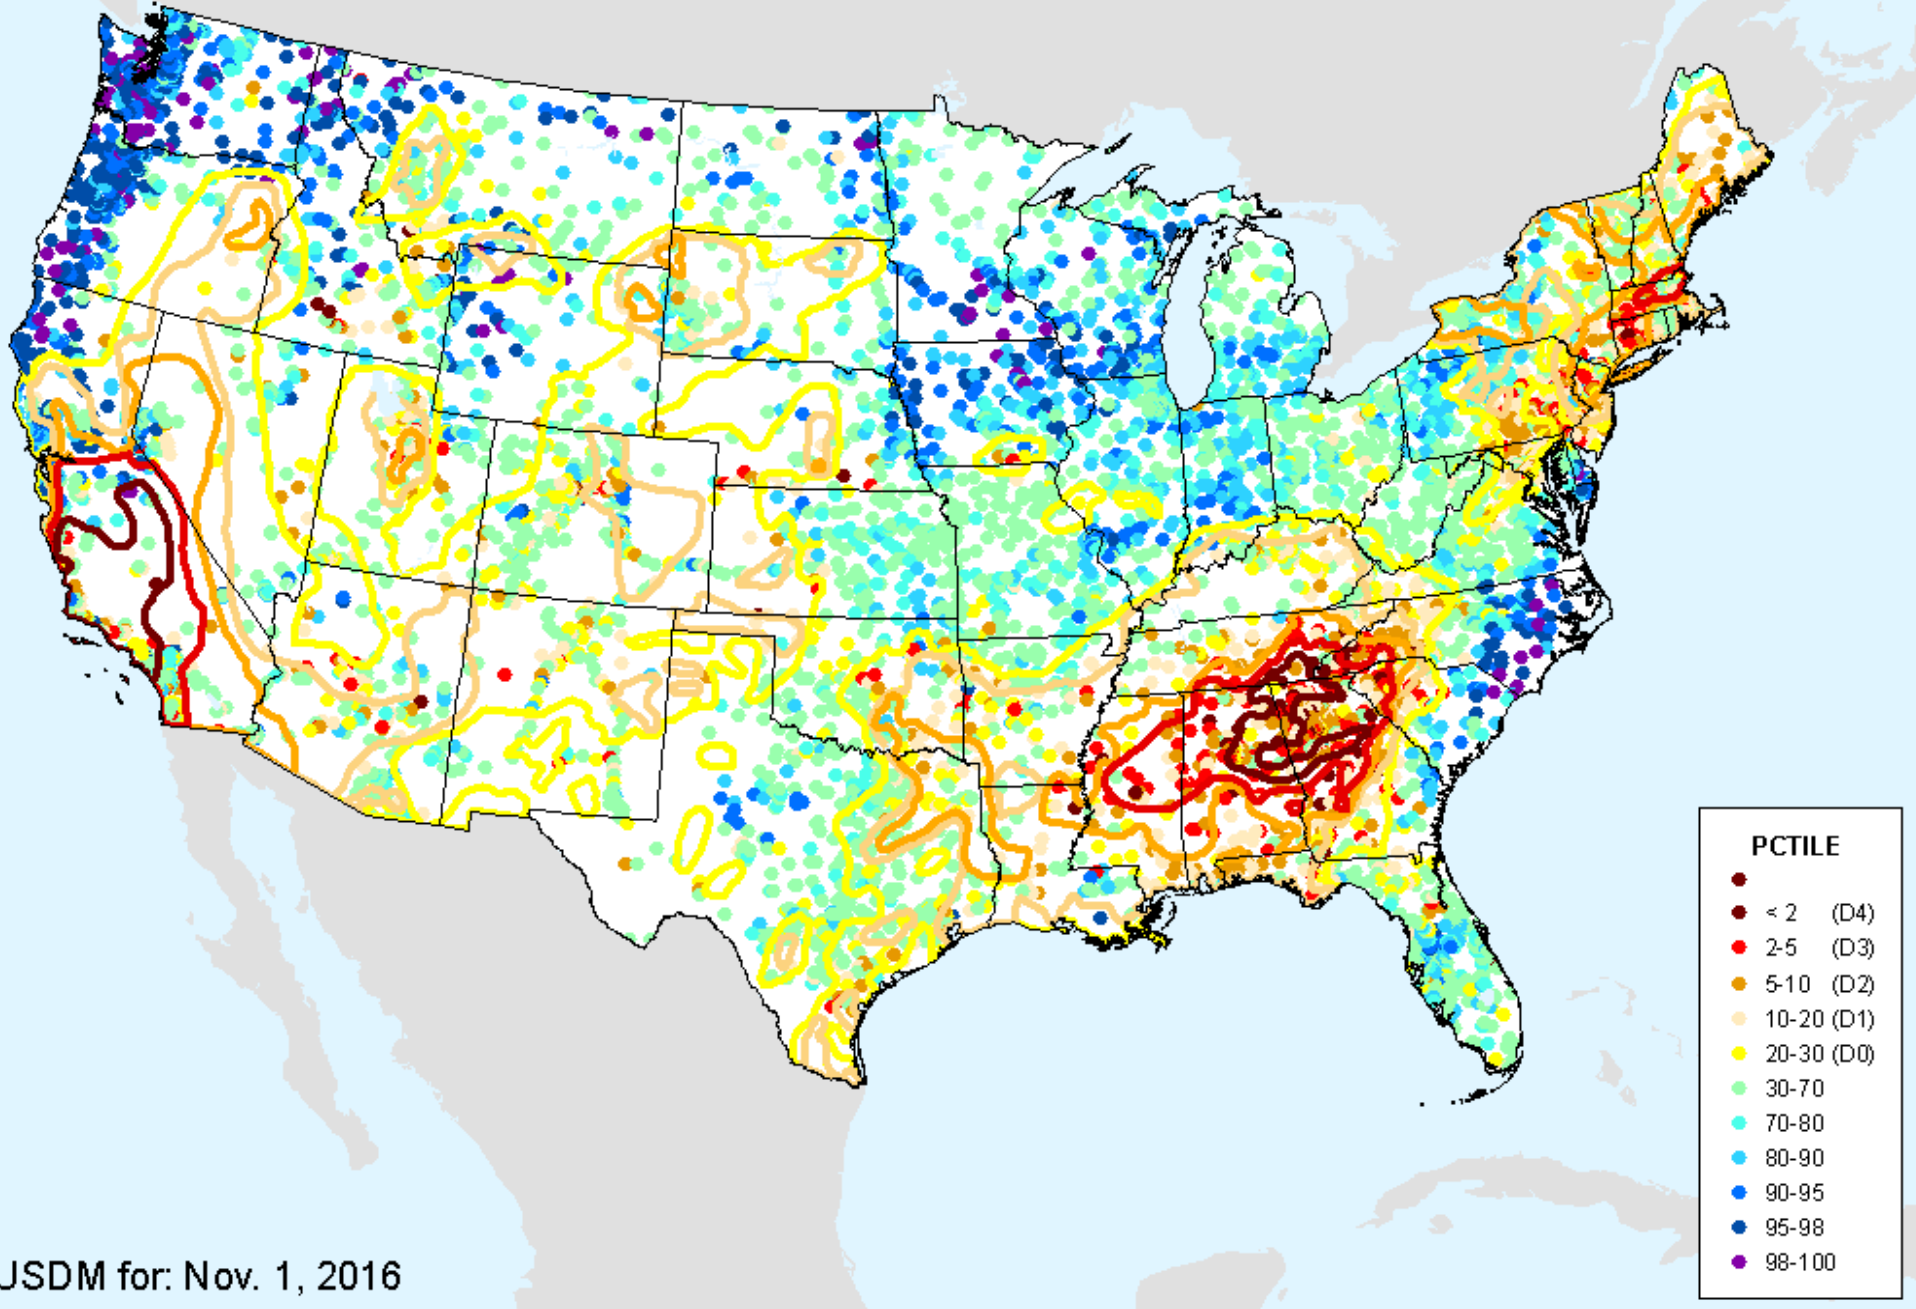 PCTILE
< 2 (D4)
2-5 (D3)
5-10 (D2)
10-20 (D1)
20-30 (D0)
30-70
70-80
80-90
90-95
95-98
98-100
USDM for: Nov. 1, 2016